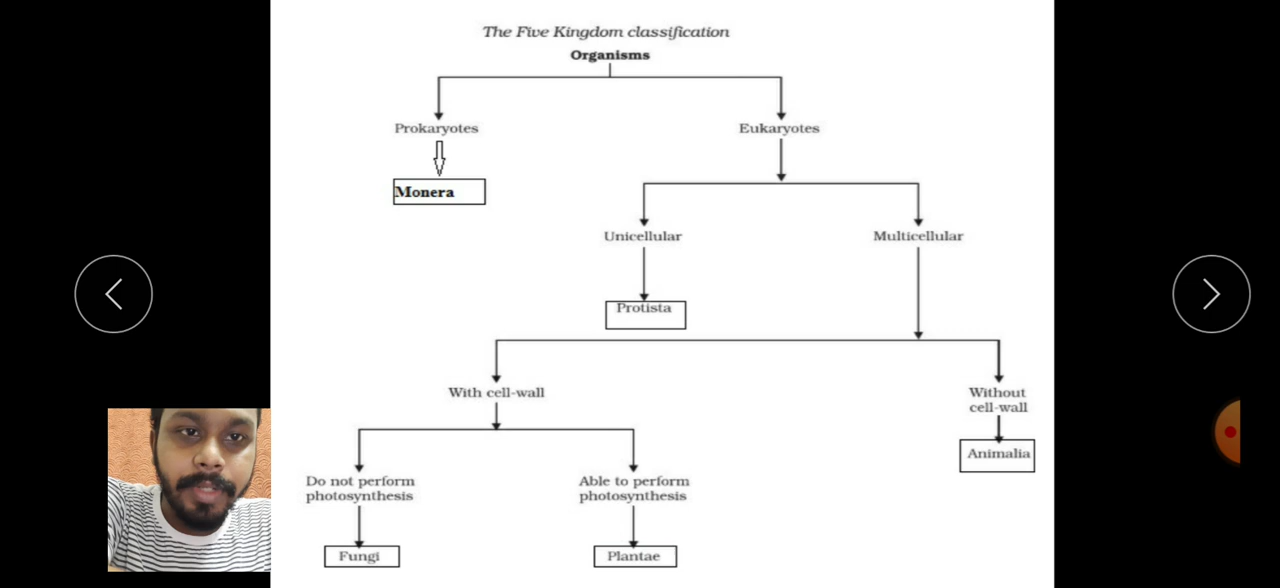 The Five Kingdom classification
Organisms
Prokaryotes
Eukaryotes
Monera
Unicellular
Multicellular
Protista
With cell-wall
Without
cell-wall
Animalia
Do not perform
photosynthesis
Able to perform
photosynthesis
Fungi
Plantae